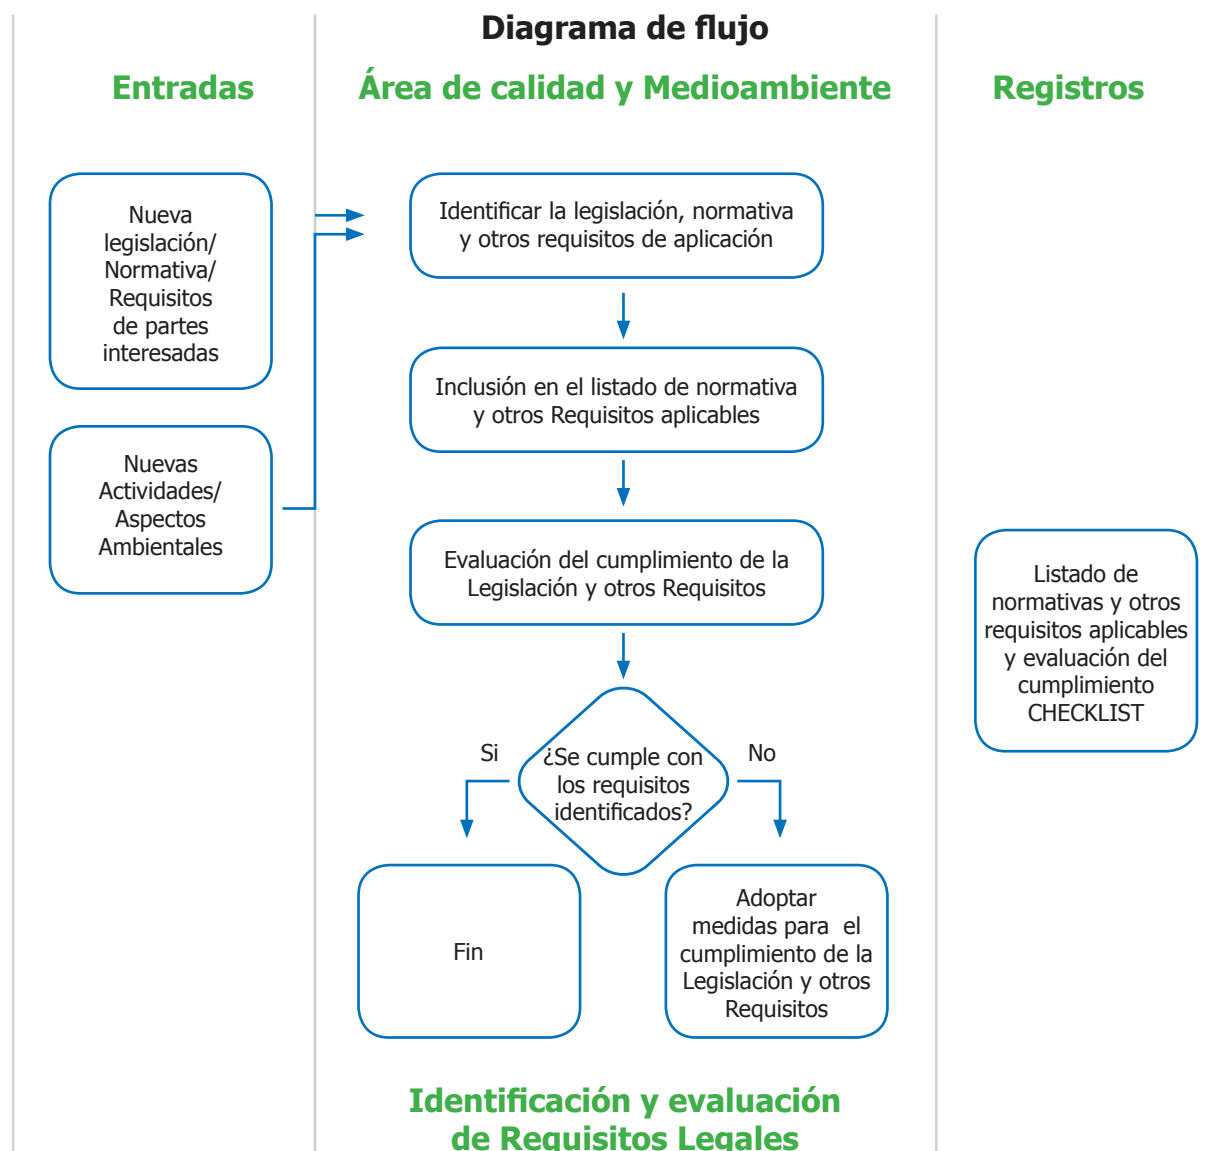 Diagrama de flujo
Entradas
Área de calidad y Medioambiente
Registros
Nueva
legislación/
Normativa/
Requisitos
de partes
interesadas
Nuevas
Actividades/
Aspectos
Ambientales
Identificar la legislación, normativa
y otros requisitos de aplicación
Inclusión en el listado de normativa
y otros Requisitos aplicables
Evaluación del cumplimiento de la
Legislación y otros Requisitos
¿Se cumple con
los requisitos
identificados?
Si
No
Fin
Adoptar
medidas para  el
cumplimiento de la
Legislación y otros
Requisitos
Listado de
normativas y otros
requisitos aplicables
y evaluación del
cumplimiento
CHECKLIST
Identificación y evaluación
de Requisitos Legales